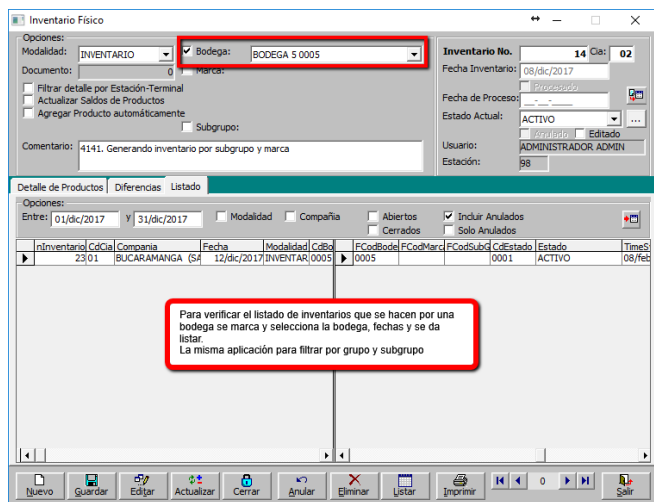 Inventario Físico
Opciones:
Modalidad: INVENTARIO Bodega: BODEGA 5 0005
Documento: 0 Marca:
Filtrar detalle por Estación-Terminal
Actualizar Saldos de Productos
Agregar Producto automáticamente
Subgrupo:
Comentario: 4141. Generando inventario por subgrupo y marca
Inventario No. 14 Cia: 02
Fecha Inventario: 08/dic/2017
Procesado
Fecha de Proceso: __-__-____
Estado Actual: ACTIVO ...
Anulado Editado
Usuario: ADMINISTRADOR ADMIN
Estación: 98
Detalle de Productos Diferencias Listado
Opciones:
Entre: 01/dic/2017 y 31/dic/2017 Modalidad Compañia Abiertos Incluir Anulados
Cerrados Solo Anulados
nInventario CdCia Compania Fecha Modalidad CdBo FCodBode FCodMarc FCodSubG CdEstado Estado TimeS
23 01 BUCARAMANGA (SA 12/dic/2017 INVENTAR 0005 0005 0001 ACTIVO 08/feb
Para verificar el listado de inventarios que se hacen por una
bodega se marca y selecciona la bodega, fechas y se da
listar.
La misma aplicación para filtrar por grupo y subgrupo
Nuevo Guardar Editar Actualizar Cerrar Anular Eliminar Listar Imprimir 0 Salir